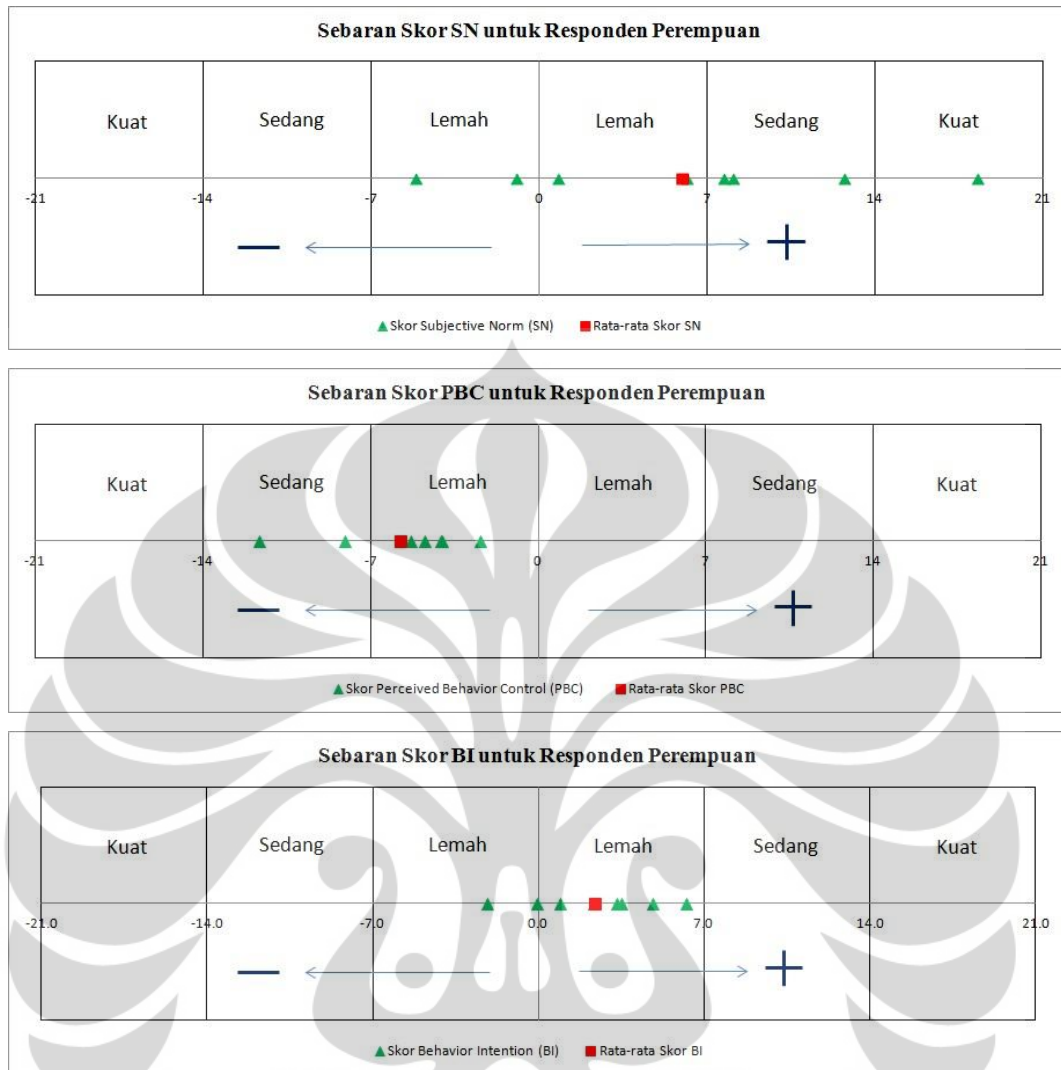 Sebaran Skor SN untuk Responden Perempuan
Kuat Sedang Lemah Lemah Sedang Kuat
-21 -14 -7 0 7 14 21
Skor Subjective Norm (SN) Rata-rata Skor SN
Sebaran Skor PBC untuk Responden Perempuan
Kuat Sedang Lemah Lemah Sedang Kuat
-21 -14 -7 0 7 14 21
Skor Perceived Behavior Control (PBC) Rata-rata Skor PBC
Sebaran Skor BI untuk Responden Perempuan
Kuat Sedang Lemah Lemah Sedang Kuat
-21.0 -14.0 -7.0 0.0 7.0 14.0 21.0
Skor Behavior Intention (BI) Rata-rata Skor BI